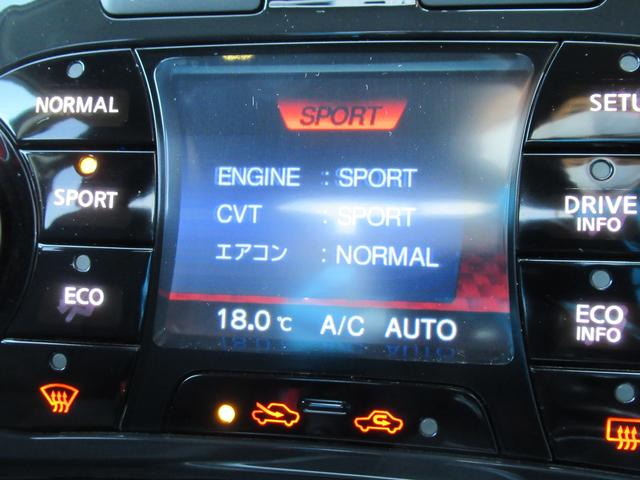 NORMAL
SPORT
ECO
SPORT
ENGINE : SPORT
CVT : SPORT
エアコン : NORMAL
18.0℃ A/C AUTO
SETU
DRIVE
INFO
ECO
INFO